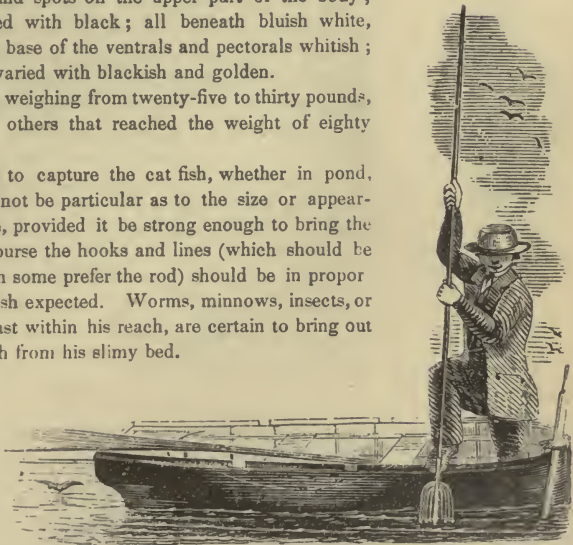 and spots on the upper part of the body ;
ed with black ; all beneath bluish white,
base of the ventrals and pectorals whitish ;
varied with blackish and golden.
weighing from twenty-five to thirty pounds,
others that reached the weight of eighty
to capture the cat fish, whether in pond,
not be particular as to the size or appear-
, provided it be strong enough to bring the
ourse the hooks and lines (which should be
h some prefer the rod) should be in propor
sh expected. Worms, minnows, insects, or
ast within his reach, are certain to bring out
h from his slimy bed.